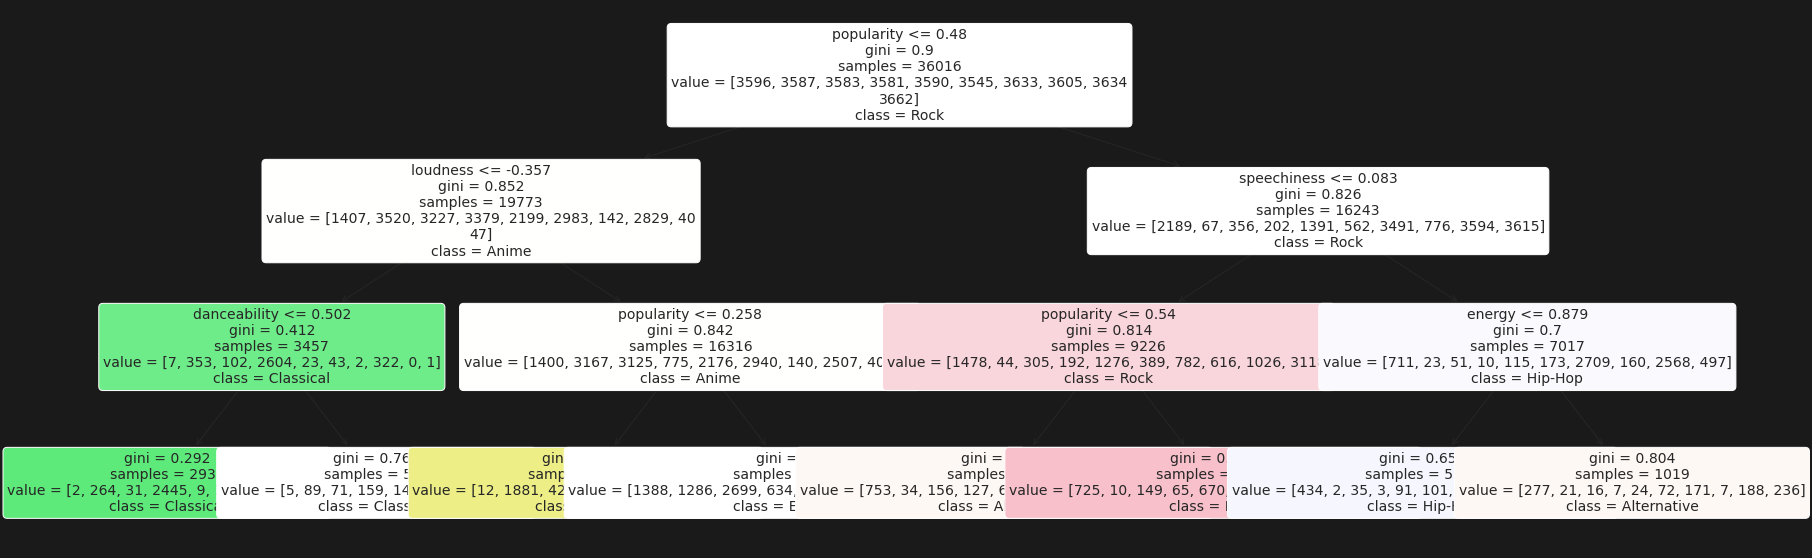 popularity <= 0.48
gini = 0.9
samples = 36016
value = [3596, 3587, 3583, 3581, 3590, 3545, 3633, 3605, 3634
3662]
class = Rock
loudness <= -0.357
gini = 0.852
samples = 19773
value = [1407, 3520, 3227, 3379, 2199, 2983, 142, 2829, 40
47]
class = Anime
speechiness <= 0.083
gini = 0.826
samples = 16243
value = [2189, 67, 356, 202, 1391, 562, 3491, 776, 3594, 3615]
class = Rock
danceability <= 0.502
gini = 0.412
samples = 3457
value = [7, 353, 102, 2604, 23, 43, 2, 322, 0, 1]
class = Classical
popularity <= 0.258
gini = 0.842
samples = 16316
value = [1400, 3167, 3125, 775, 2176, 2940, 140, 2507, 40
class = Anime
popularity <= 0.54
gini = 0.814
samples = 9226
value = [1478, 44, 305, 192, 1276, 389, 782, 616, 1026, 311
class = Rock
energy <= 0.879
gini = 0.7
samples = 7017
value = [711, 23, 51, 10, 115, 173, 2709, 160, 2568, 497]
class = Hip-Hop
gini = 0.292
samples = 293
value = [2, 264, 31, 2445, 9,
class = Classica
gini = 0.76
samples = 5
value = [5, 89, 71, 159, 14
class = Class
gin
samp
value = [12, 1881, 42
clas
gini =
samples
value = [1388, 1286, 2699, 634,
class = E
gini =
samples
value = [753, 34, 156, 127, 6
class = A
gini = 0
samples =
value = [725, 10, 149, 65, 670,
class =
gini = 0.65
samples = 5
value = [434, 2, 35, 3, 91, 101,
class = Hip-
gini = 0.804
samples = 1019
value = [277, 21, 16, 7, 24, 72, 171, 7, 188, 236]
class = Alternative